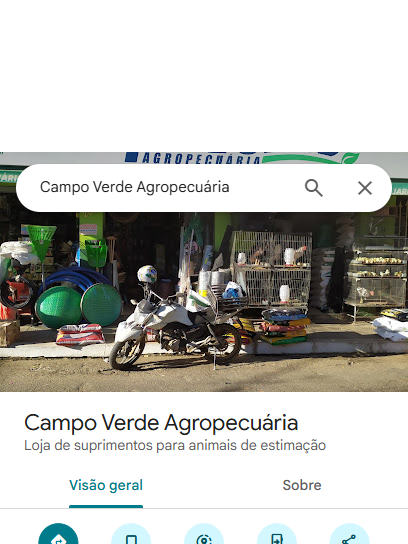 AGROPECUÁRIA
Campo Verde Agropecuária
Campo Verde Agropecuária
Loja de suprimentos para animais de estimação
Visão geral
Sobre